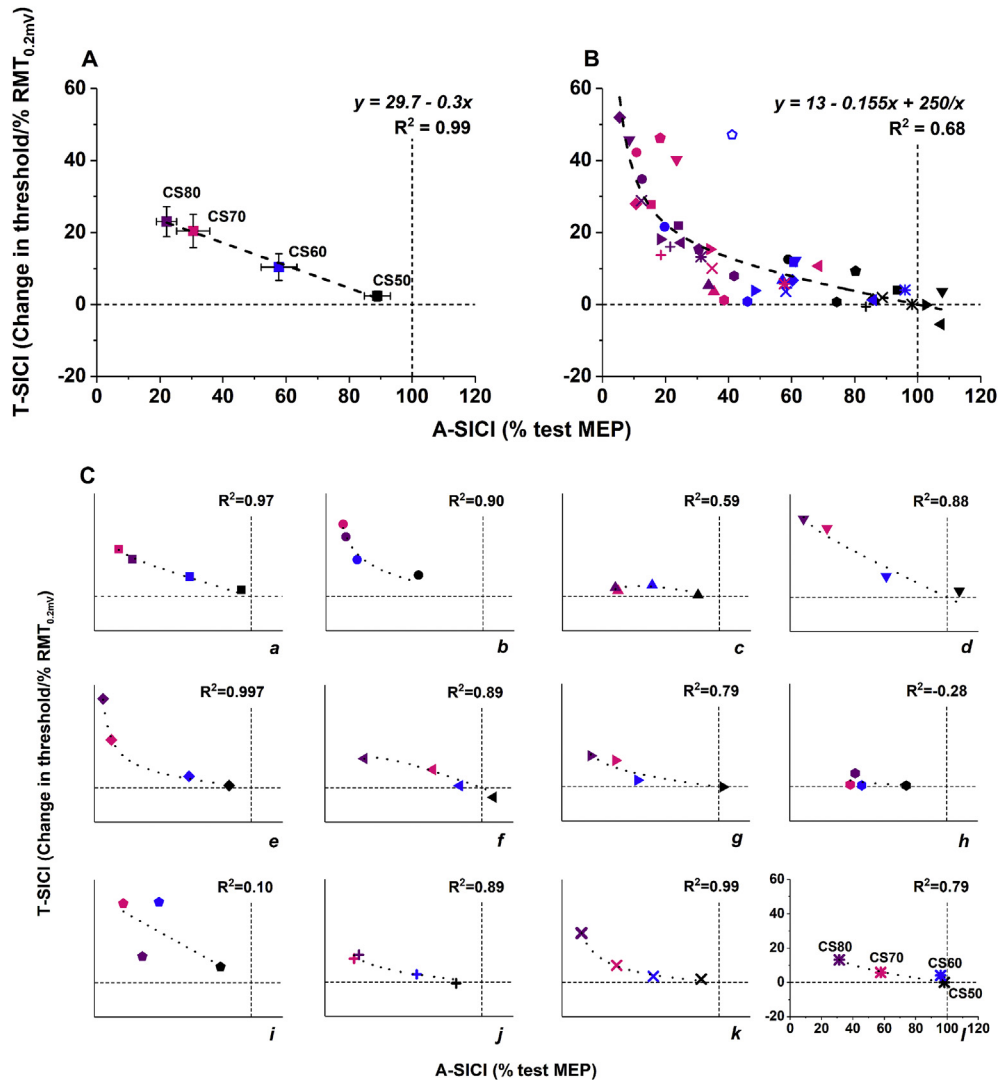 A
B
T-SICI (Change in threshold/% RMT0.2mV)
60
40
20
0
-20
y = 29.7 - 0.3x
R2 = 0.99
CS80
CS70
CS60
CS50
0 20 40 60 80 100 120
60
40
20
0
-20
y = 13 - 0.155x + 250/x
R2 = 0.68
0 20 40 60 80 100 120
A-SICI (% test MEP)
C
T-SICI (Change in threshold/% RMT0.2mV)
R2=0.97
a
R2=0.90
b
R2=0.59
c
R2=0.88
d
R2=0.997
e
R2=0.89
f
R2=0.79
g
R2=-0.28
h
R2=0.10
i
R2=0.89
j
R2=0.99
k
60
40
20
0
-20
R2=0.79
CS80
CS70
CS60
CS50
l
0 20 40 60 80 100 120
A-SICI (% test MEP)